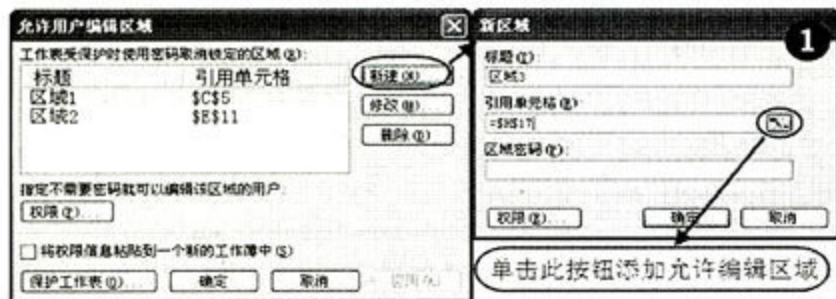 允许用户编辑区域
工作表受保护时使用密码取消锁定的区域(R):
标题 引用单元格
区域1 $C$5
区域2 $E$11
新建(N)...
修改(M)...
删除(D)
指定不需要密码就可以编辑该区域的用户:
权限(P)...
将权限信息粘贴到一个新的工作簿中(S)
保护工作表(O)... 确定 取消
新区域
1
标题(T):
区域3
引用单元格(R):
=$H$17
区域密码(P):
权限(E)... 确定 取消
单击此按钮添加允许编辑区域